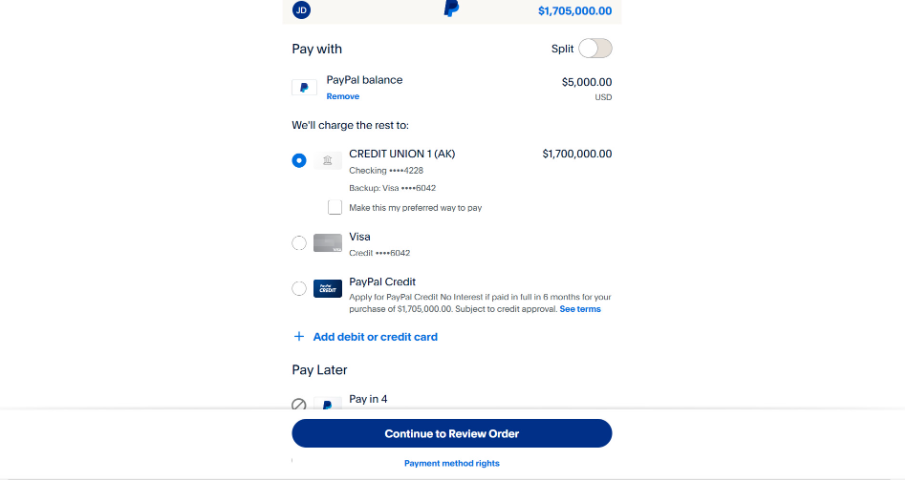 JD
$1,705,000.00
Pay with
Split
PayPal balance
$5,000.00
Remove
USD
We'll charge the rest to:
CREDIT UNION 1 (AK)
$1,700,000.00
Checking ••••4228
Backup: Visa ••••6042
Make this my preferred way to pay
Visa
Credit ••••6042
PayPal Credit
PayPal
CREDIT
Apply for PayPal Credit No Interest if paid in full in 6 months for your
purchase of $1,705,000.00. Subject to credit approval. See terms
+ Add debit or credit card
Pay Later
Pay in 4
Continue to Review Order
Payment method rights